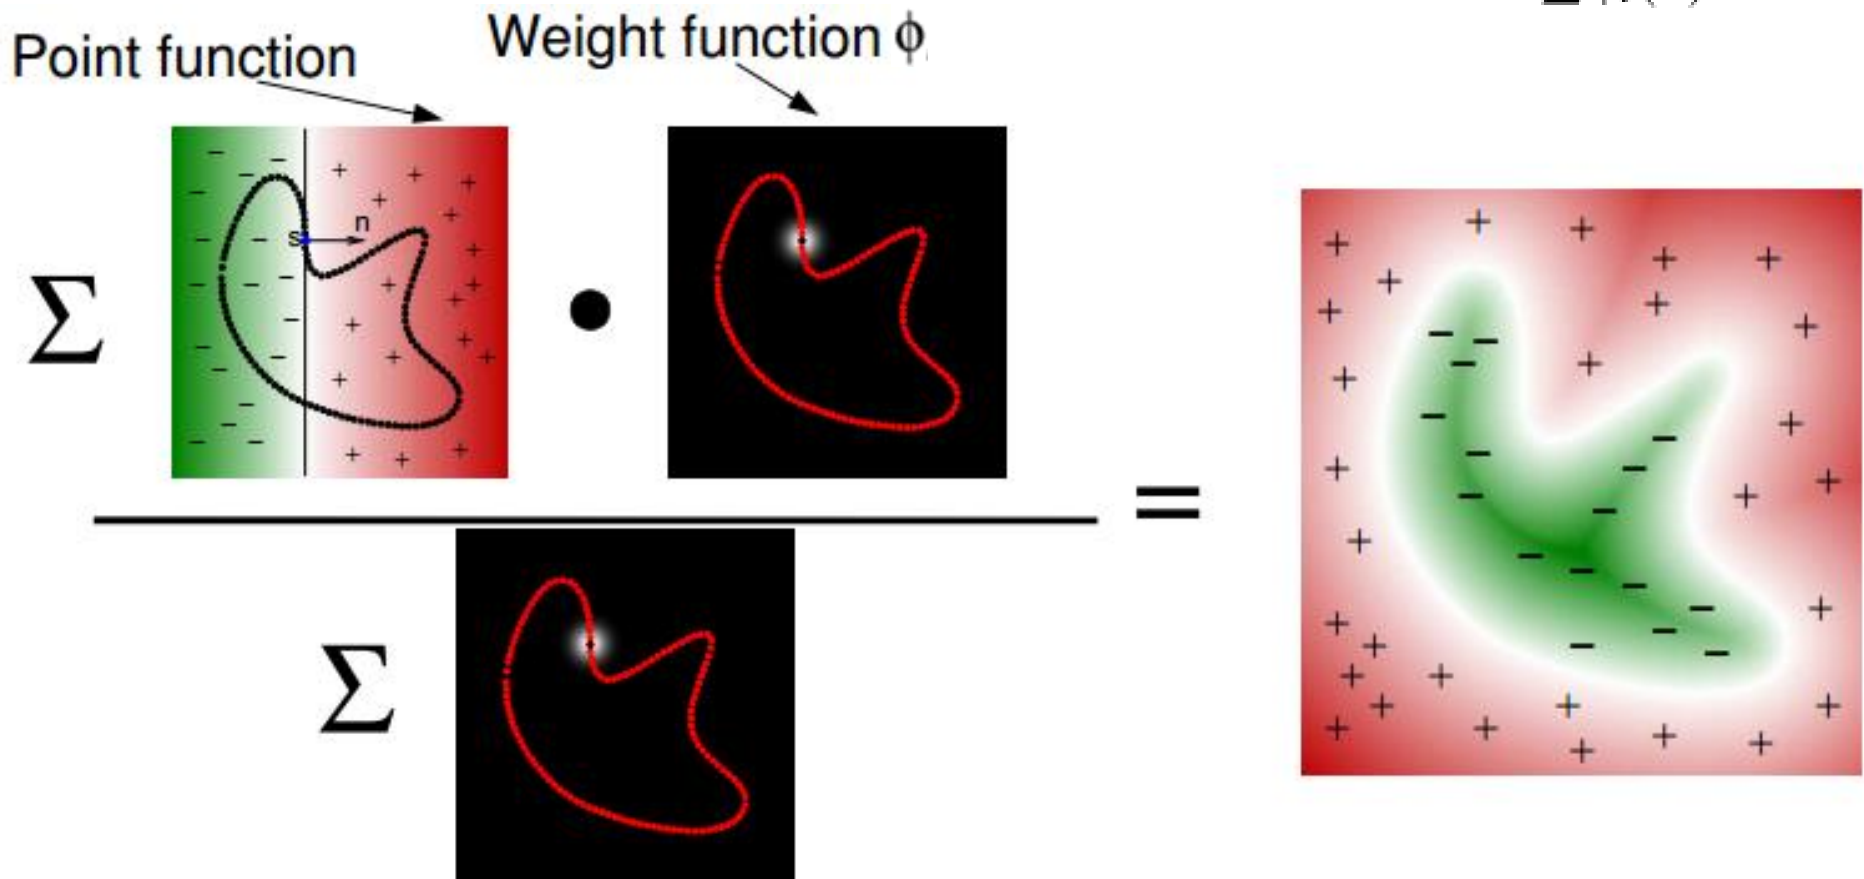 Point function
Weight function ϕ
s n
Σ • =
Σ